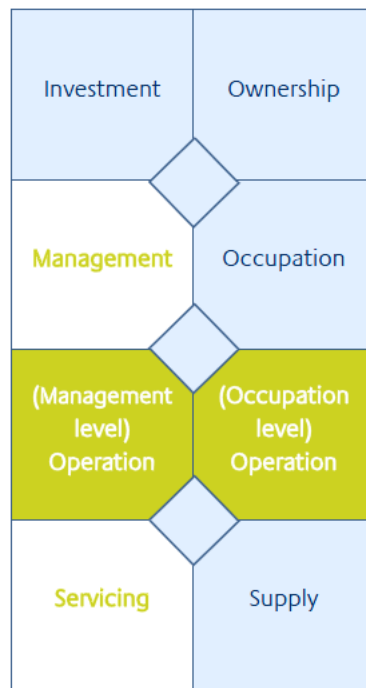 Investment
Ownership
Management
Occupation
(Management
level)
Operation
(Occupation
level)
Operation
Servicing
Supply